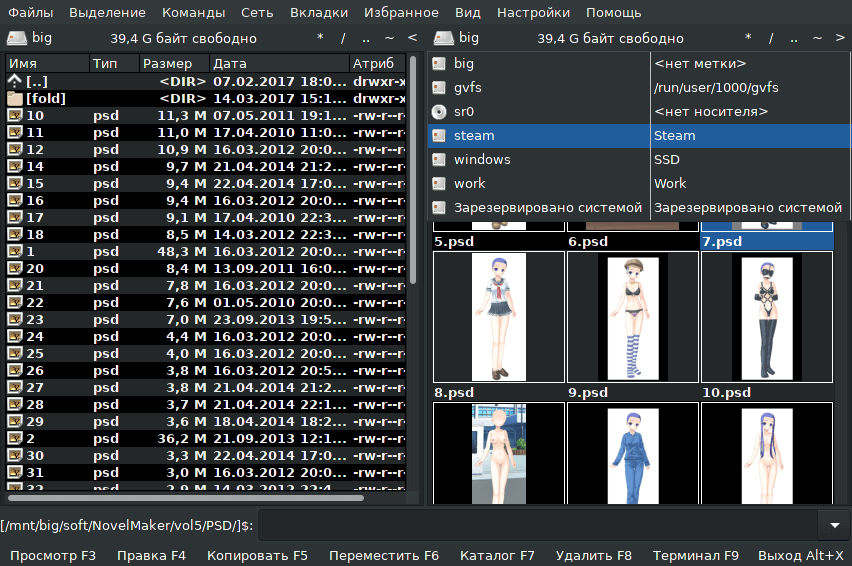 Файлы Выделение Команды Сеть Вкладки Избранное Вид Настройки Помощь
big 39,4 G байт свободно * / .. ~ <
big 39,4 G байт свободно * / .. ~ >
Имя Тип Размер Дата Атриб
[..] <DIR> 07.02.2017 18:0... drwxr-x
[fold] <DIR> 14.03.2017 15:1... drwxr-x
10 psd 11,3 M 07.05.2011 19:1... -rw-r--r-
11 psd 11,0 M 17.04.2010 11:0... -rw-r--r-
12 psd 10,9 M 16.03.2012 20:0... -rw-r--r-
14 psd 9,7 M 21.04.2014 21:2... -rw-r--r-
15 psd 9,4 M 22.04.2014 17:0... -rw-r--r-
16 psd 9,4 M 16.03.2012 20:0... -rw-r--r-
17 psd 9,1 M 17.04.2010 22:3... -rw-r--r-
18 psd 8,5 M 14.03.2012 22:3... -rw-r--r-
1 psd 48,3 M 16.03.2012 20:0... -rw-r--r-
20 psd 8,4 M 13.09.2011 16:0... -rw-r--r-
21 psd 7,8 M 16.03.2012 20:0... -rw-r--r-
22 psd 7,6 M 01.05.2010 20:0... -rw-r--r-
23 psd 7,0 M 23.09.2013 19:5... -rw-r--r-
24 psd 4,4 M 16.03.2012 20:0... -rw-r--r-
25 psd 4,0 M 16.03.2012 20:0... -rw-r--r-
26 psd 3,8 M 16.03.2012 20:5... -rw-r--r-
27 psd 3,8 M 21.04.2014 21:2... -rw-r--r-
28 psd 3,7 M 21.04.2014 22:1... -rw-r--r-
29 psd 3,6 M 18.04.2014 18:2... -rw-r--r-
2 psd 36,2 M 21.09.2013 12:1... -rw-r--r-
30 psd 3,3 M 22.04.2014 17:0... -rw-r--r-
31 psd 3,0 M 16.03.2012 20:0... -rw-r--r-
32 psd 2,9 M 14.03.2012 22:4... -rw-r--r-
big <нет метки>
gvfs /run/user/1000/gvfs
sr0 <нет носителя>
steam Steam
windows SSD
work Work
Зарезервировано системой Зарезервировано системой
5.psd 6.psd 7.psd
8.psd 9.psd 10.psd
[/mnt/big/soft/NovelMaker/vol5/PSD/]$:
Просмотр F3 Правка F4 Копировать F5 Переместить F6 Каталог F7 Удалить F8 Терминал F9 Выход Alt+X